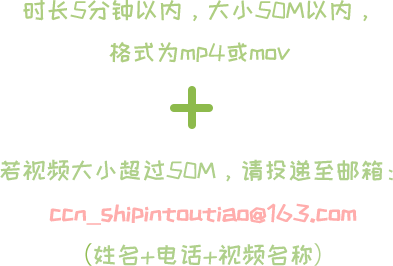 时长5分钟以内，大小50M以内，
格式为mp4或mov
+
若视频大小超过50M，请投递至邮箱：
ccn_shipintoutiao@163.com
(姓名+电话+视频名称)